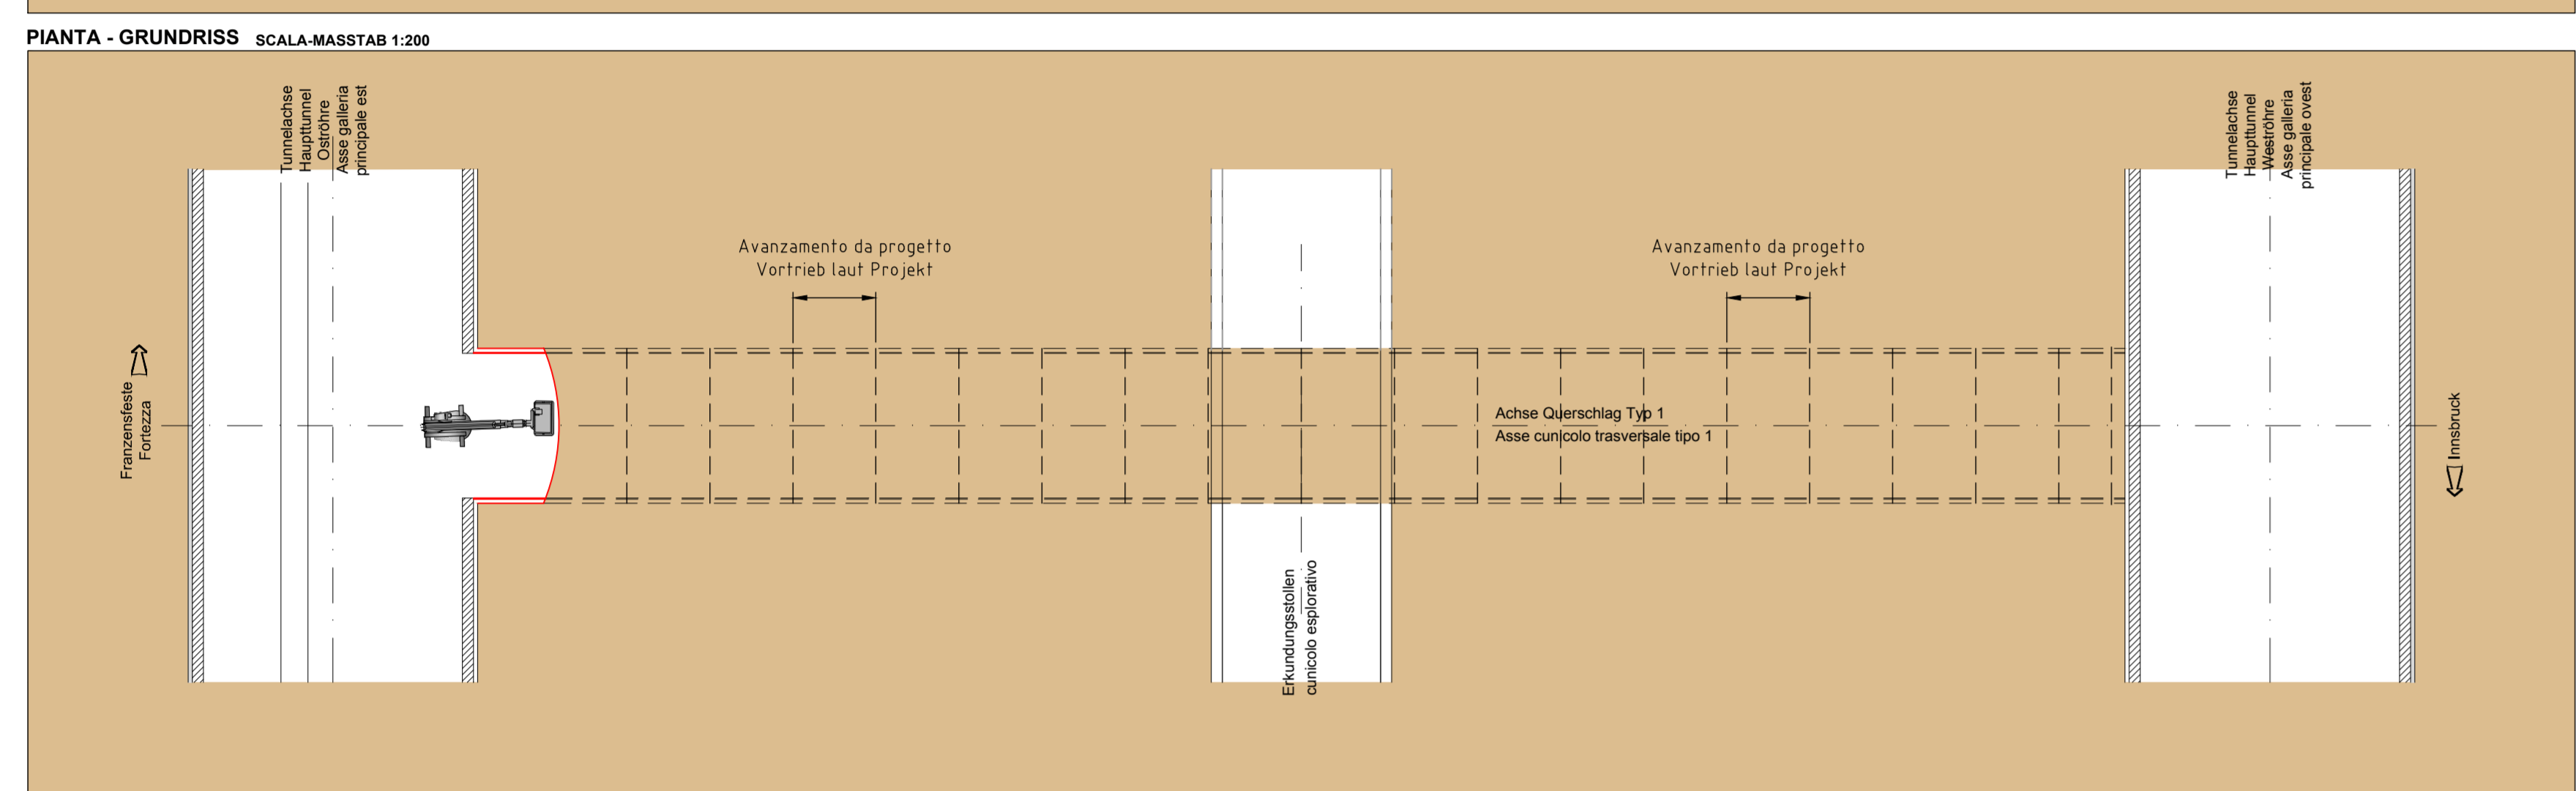 PIANTA - GRUNDRISS SCALA-MASSTAB 1:200
Tunnelachse
Haupttunnel
Oströhre
Asse galleria
principale est
Tunnelachse
Haupttunnel
Weströhre
Asse galleria
principale ovest
Avanzamento da progetto
Vortrieb laut Projekt
Avanzamento da progetto
Vortrieb laut Projekt
Franzensfeste
Fortezza
Achse Querschlag Typ 1
Asse cunicolo trasversale tipo 1
Innsbruck
Erkundungsstollen
cunicolo esplorativo